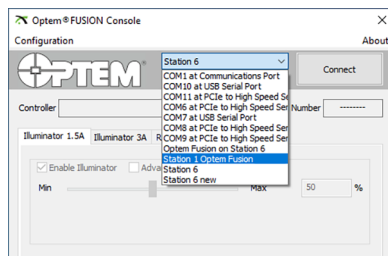 Optem®FUSION Console
Configuration
About
OPTEM®
Station 6
Connect
COM1 at Communications Port
COM10 at USB Serial Port
COM11 at PCIe to High Speed Se
COM6 at PCIe to High Speed Ser
COM7 at USB Serial Port
COM8 at PCIe to High Speed Ser
COM9 at PCIe to High Speed Ser
Optem Fusion on Station 6
Station 1 Optem Fusion
Station 6
Station 6 new
Controller
Number
--------
Illuminator 1.5A
Illuminator 3A
R
Enable Illuminator
Adva
Min
Max
50
%